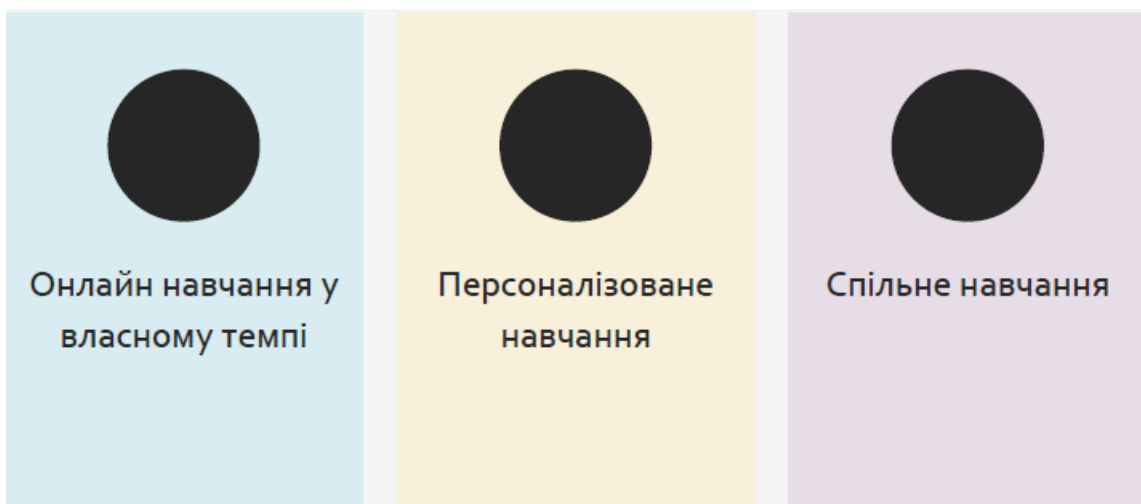 Онлайн навчання у
власному темпі
Персоналізоване
навчання
Спільне навчання